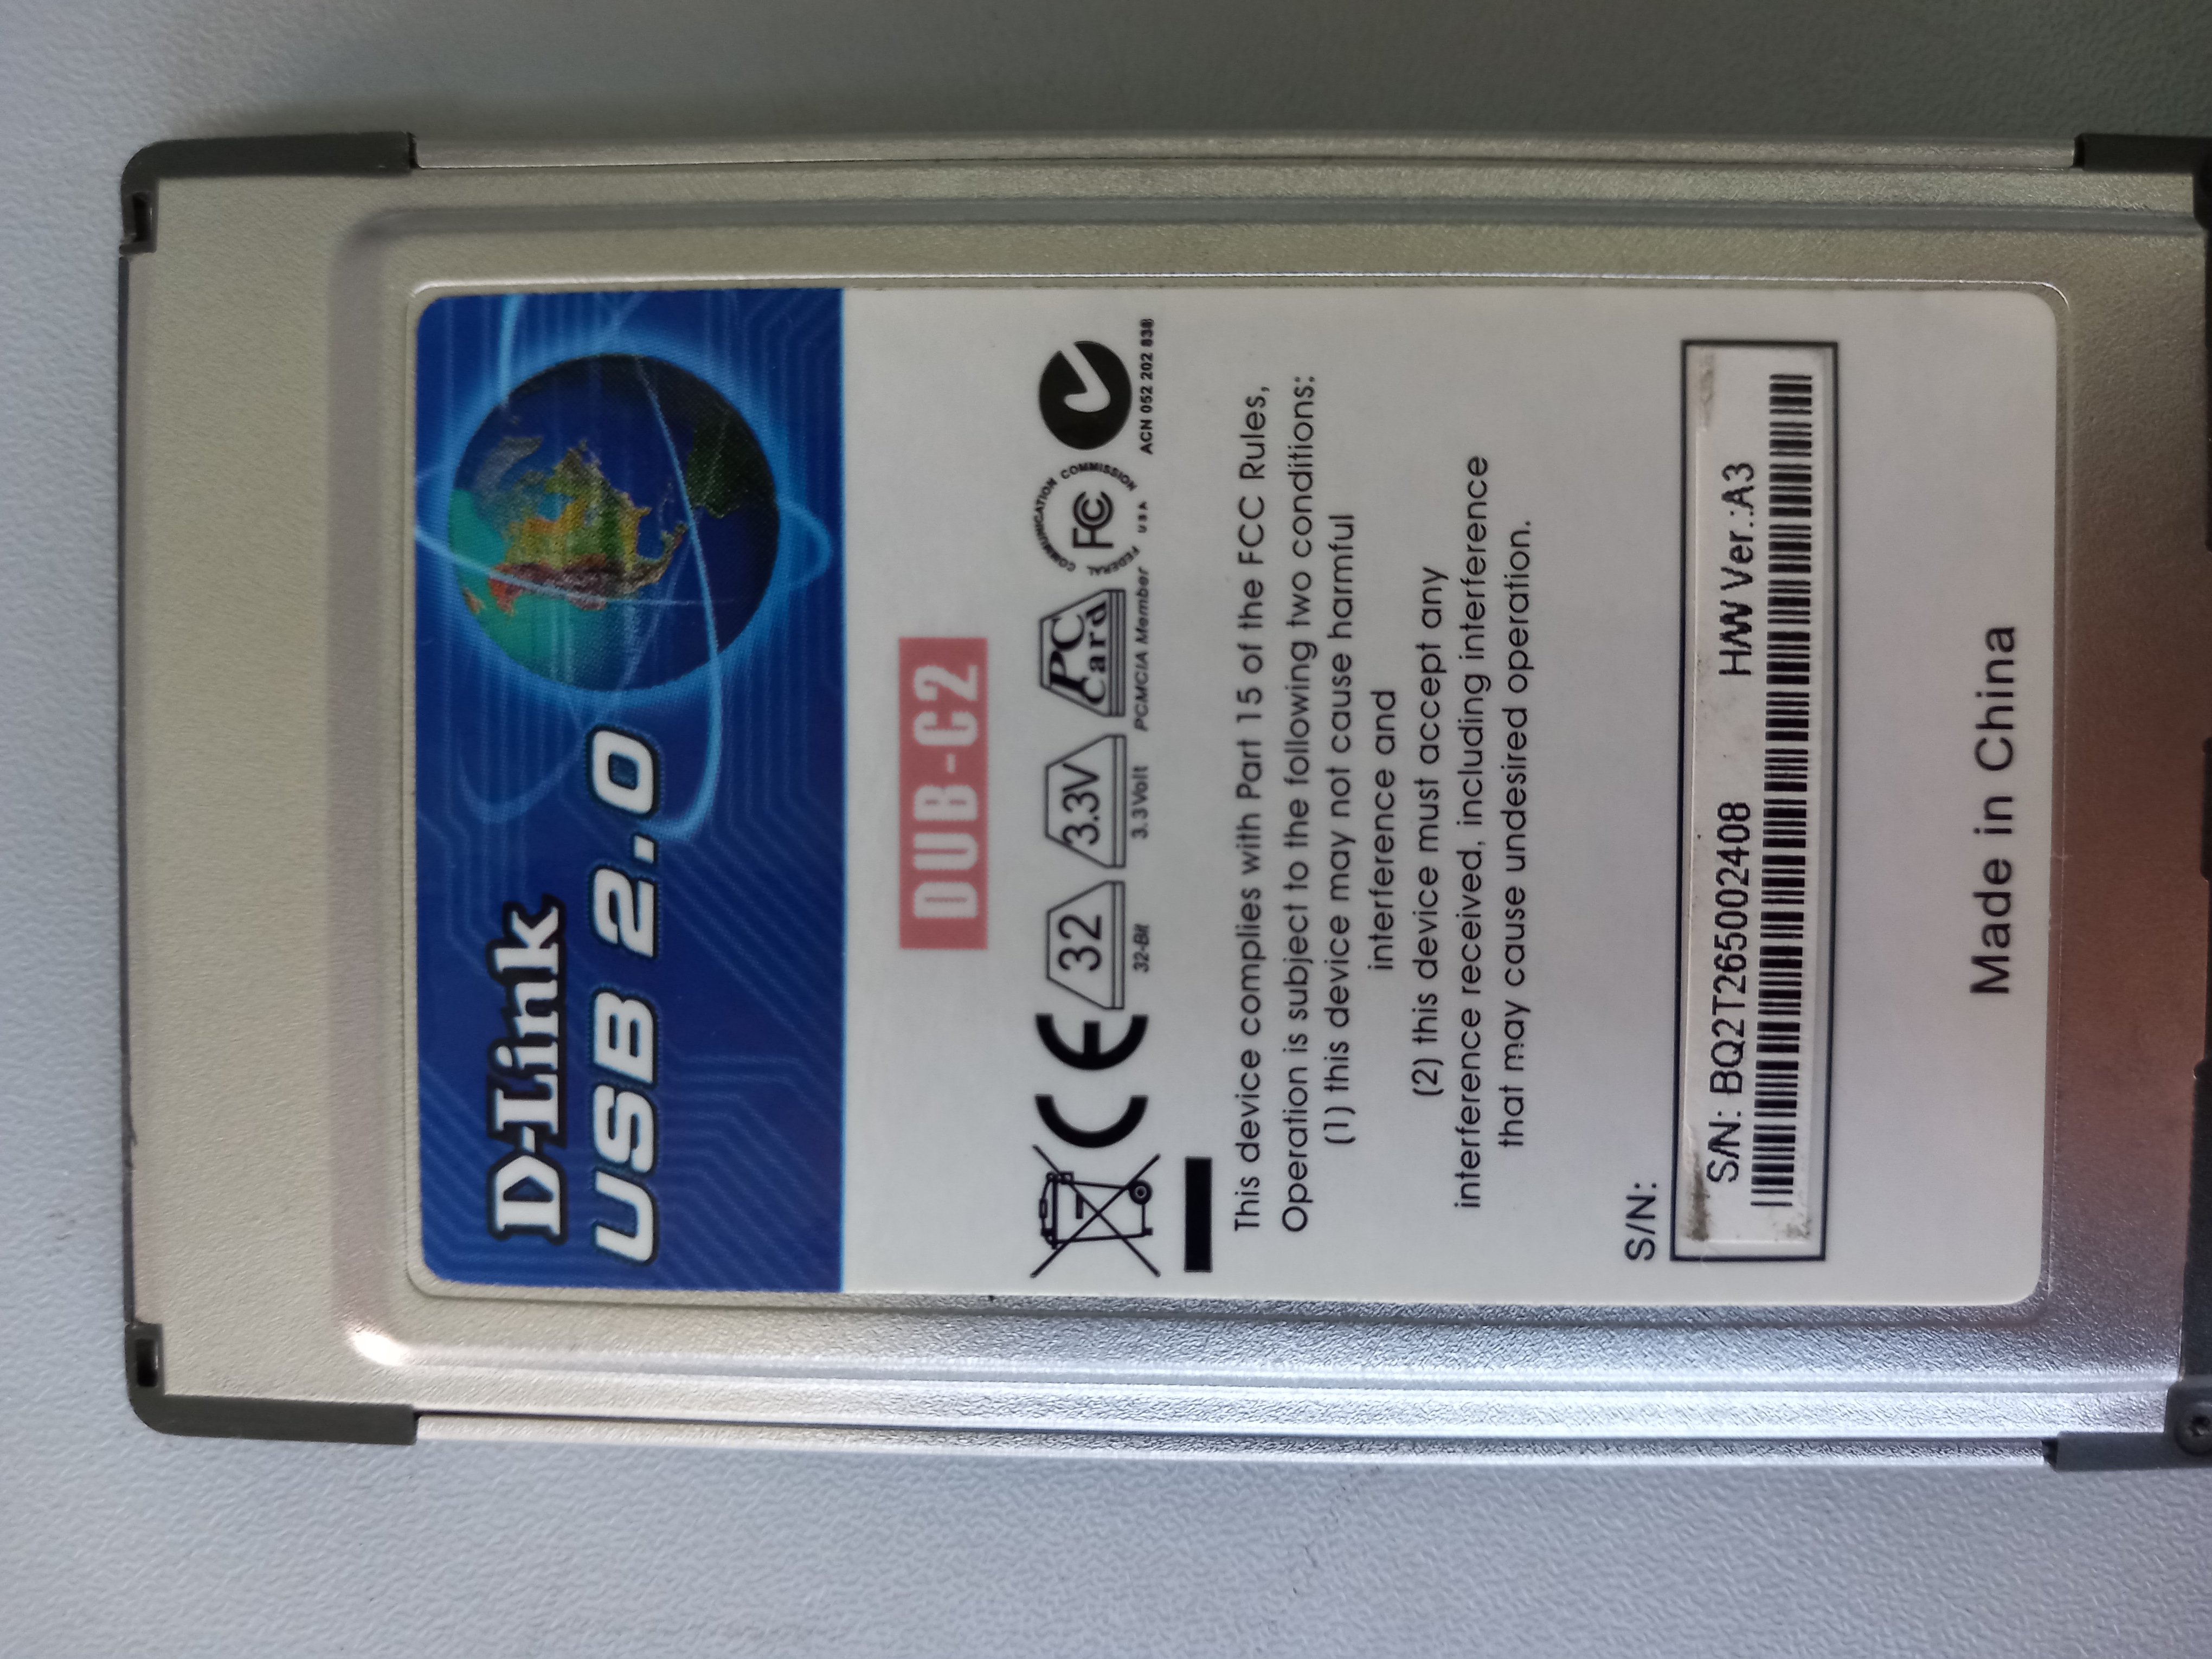 D-Link
USB 2.0
DUB-C2
CE
32
32-Bit
3.3V
3.3Volt
PC
Card
PCMCIA Member
FEDERAL COMMUNICATION COMMISSION
FC
USA
ACN 052 202 838
This device complies with Part 15 of the FCC Rules,
Operation is subject to the following two conditions:
(1) this device may not cause harmful
interference and
(2) this device must accept any
interference received, including interference
that may cause undesired operation.
S/N:
S/N: BQ2T265002408 H/W Ver.:A3
Made in China